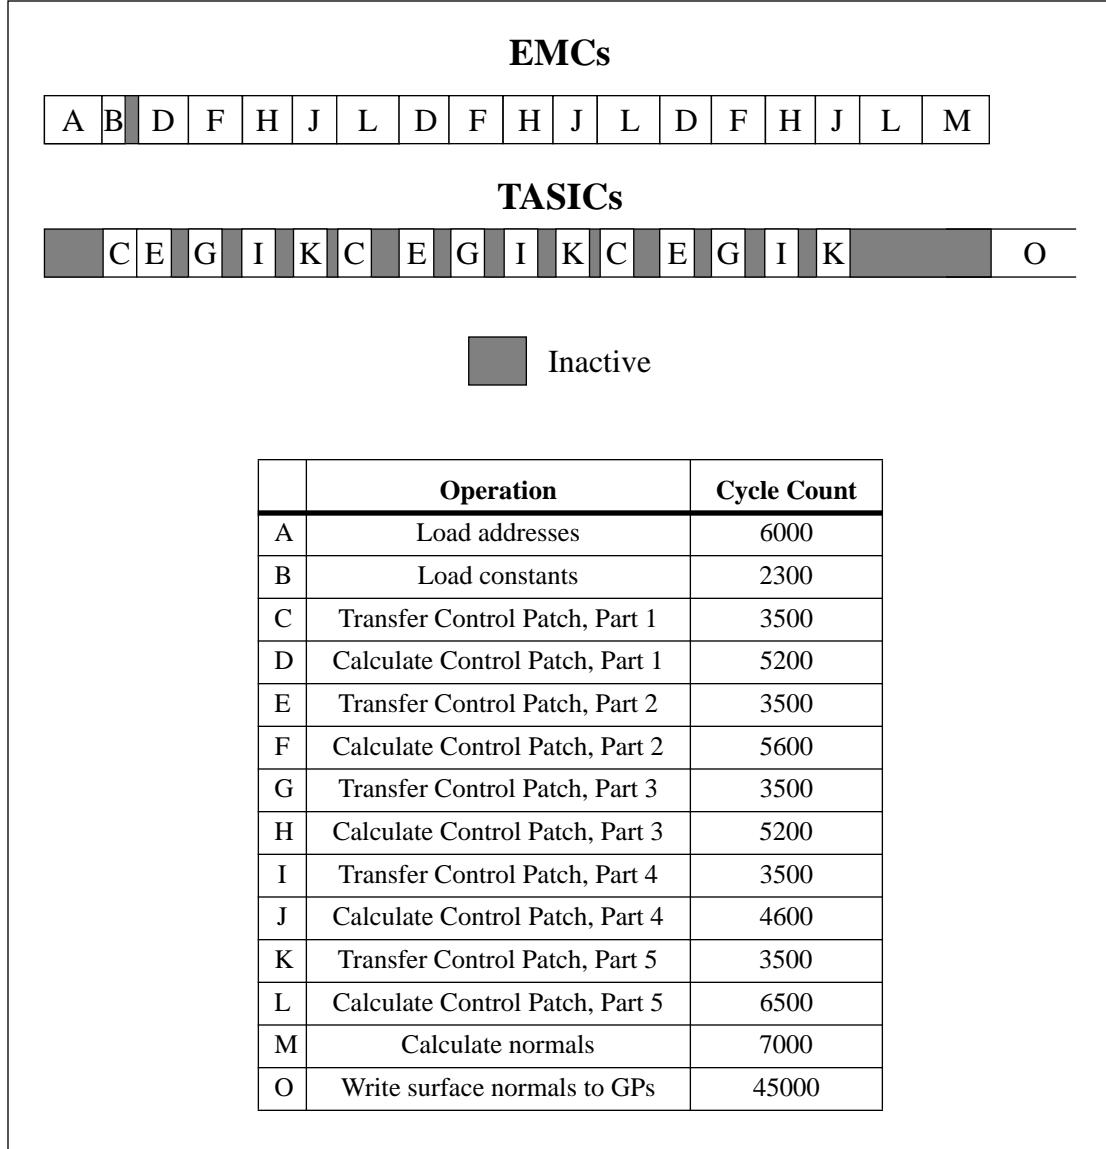 EMCs
A B D F H J L D F H J L D F H J L M
TASICs
C E G I K C E G I K C E G I K O
Inactive
Operation Cycle Count
A Load addresses 6000
B Load constants 2300
C Transfer Control Patch, Part 1 3500
D Calculate Control Patch, Part 1 5200
E Transfer Control Patch, Part 2 3500
F Calculate Control Patch, Part 2 5600
G Transfer Control Patch, Part 3 3500
H Calculate Control Patch, Part 3 5200
I Transfer Control Patch, Part 4 3500
J Calculate Control Patch, Part 4 4600
K Transfer Control Patch, Part 5 3500
L Calculate Control Patch, Part 5 6500
M Calculate normals 7000
O Write surface normals to GPs 45000